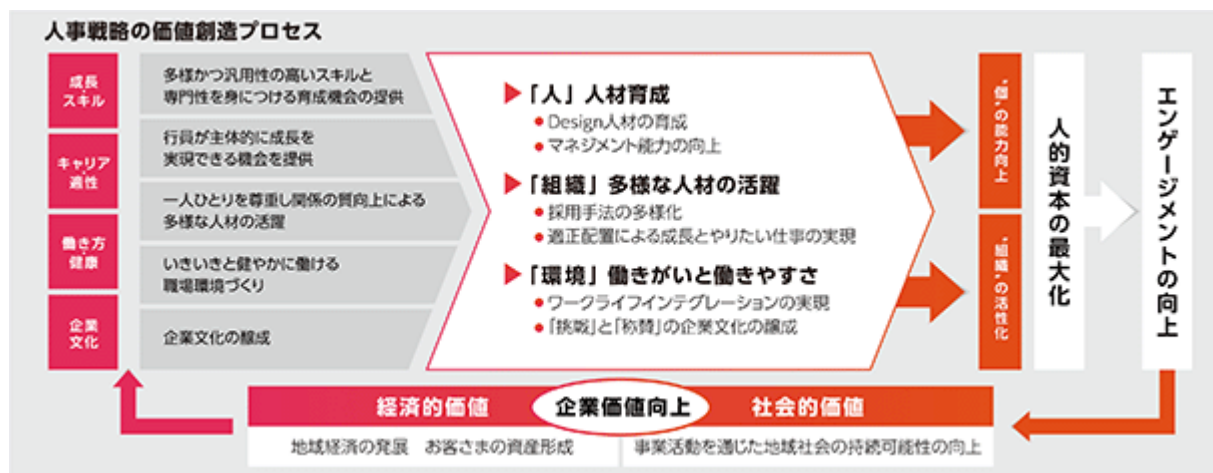 人事戦略の価値創造プロセス
成長・
スキル
キャリア・
適性
働き方・
健康
企業
文化
多様かつ汎用性の高いスキルと
専門性を身につける育成機会の提供
行員が主体的に成長を
実現できる機会を提供
一人ひとりを尊重し関係の質向上による
多様な人材の活躍
いきいきと健やかに働ける
職場環境づくり
企業文化の醸成
▶「人」人材育成
●Design人材の育成
●マネジメント能力の向上
▶「組織」多様な人材の活躍
●採用手法の多様化
●適正配置による成長とやりたい仕事の実現
▶「環境」働きがいと働きやすさ
●ワークライフインテグレーションの実現
●「挑戦」と「称賛」の企業文化の醸成
“個”の能力向上
“組織”の活性化
人的資本の最大化
エンゲージメントの向上
経済的価値
企業価値向上
社会的価値
地域経済の発展 お客さまの資産形成
事業活動を通じた地域社会の持続可能性の向上